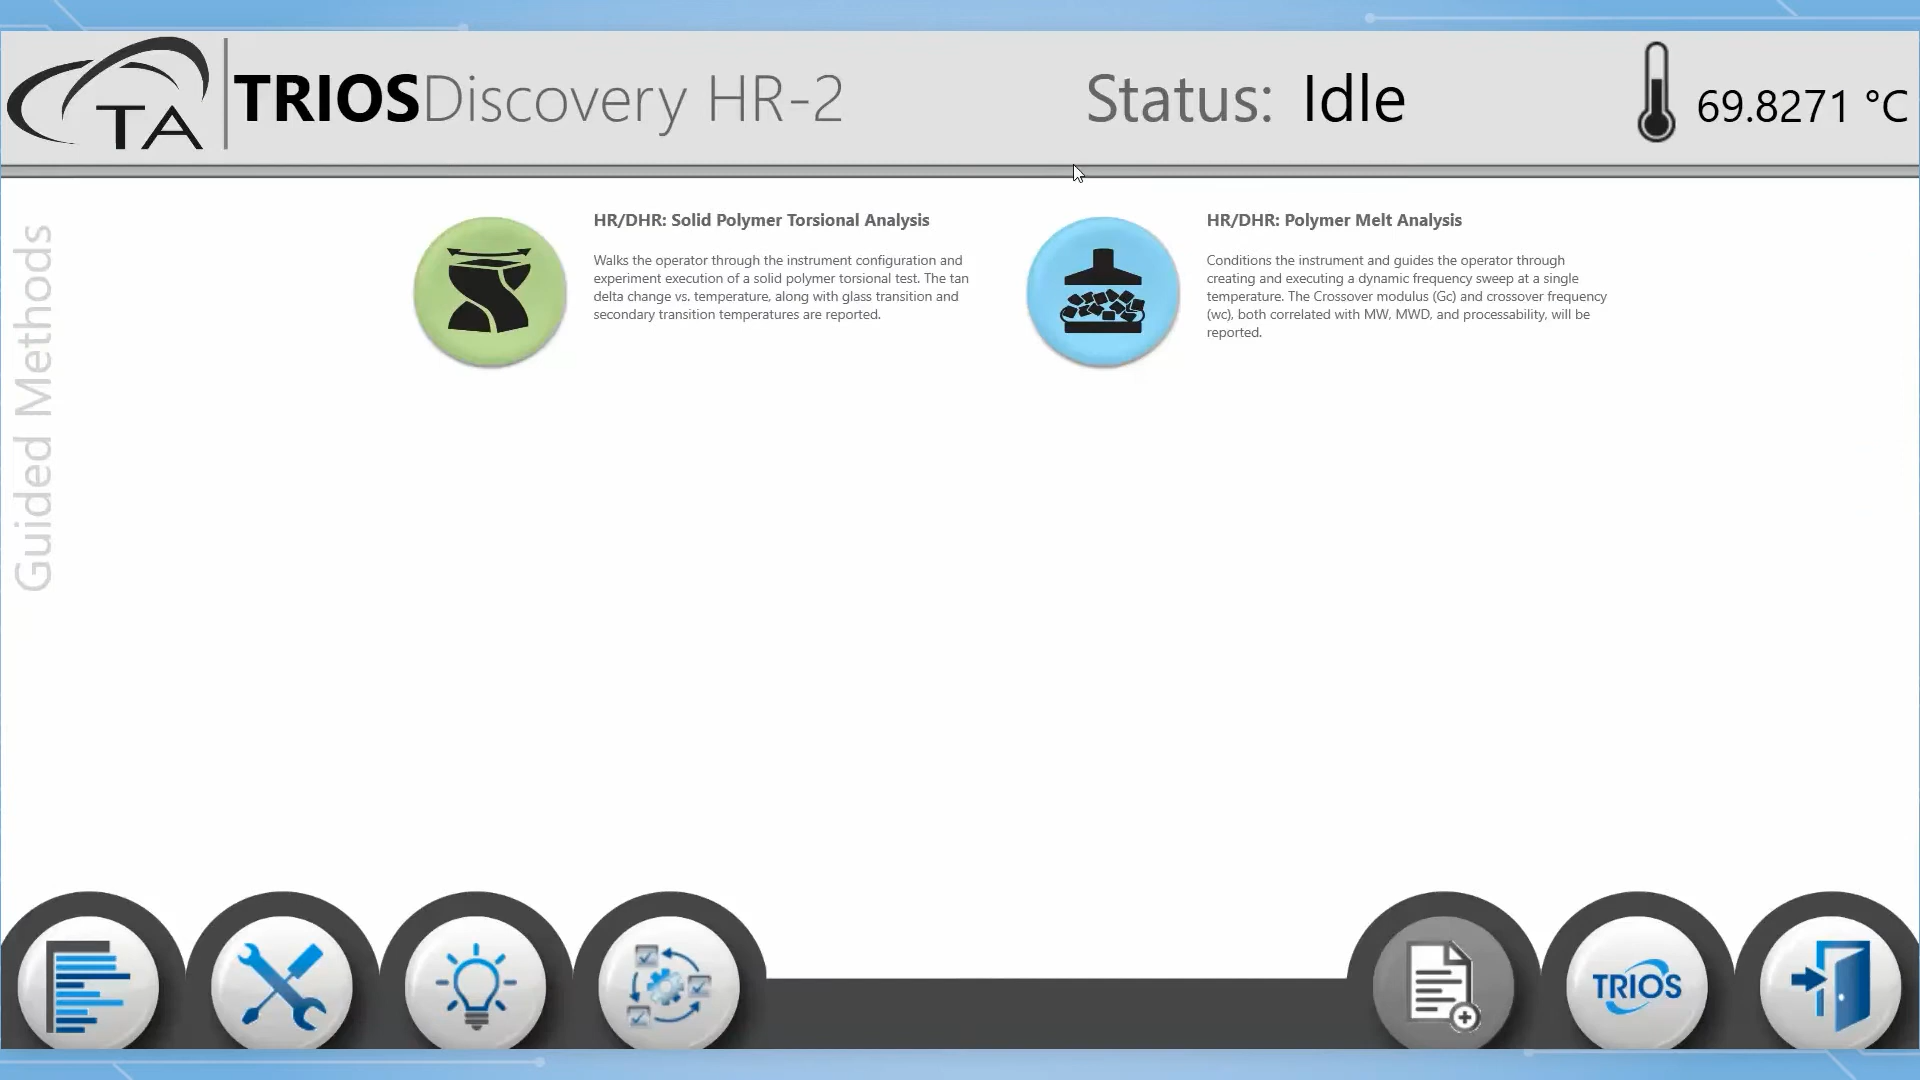 TA
TRIOS Discovery HR-2
Status: Idle
69.8271 °C
Guided Methods
HR/DHR: Solid Polymer Torsional Analysis
Walks the operator through the instrument configuration and
experiment execution of a solid polymer torsional test. The tan
delta change vs. temperature, along with glass transition and
secondary transition temperatures are reported.
HR/DHR: Polymer Melt Analysis
Conditions the instrument and guides the operator through
creating and executing a dynamic frequency sweep at a single
temperature. The Crossover modulus (Gc) and crossover frequency
(wc), both correlated with MW, MWD, and processability, will be
reported.
TRIOS